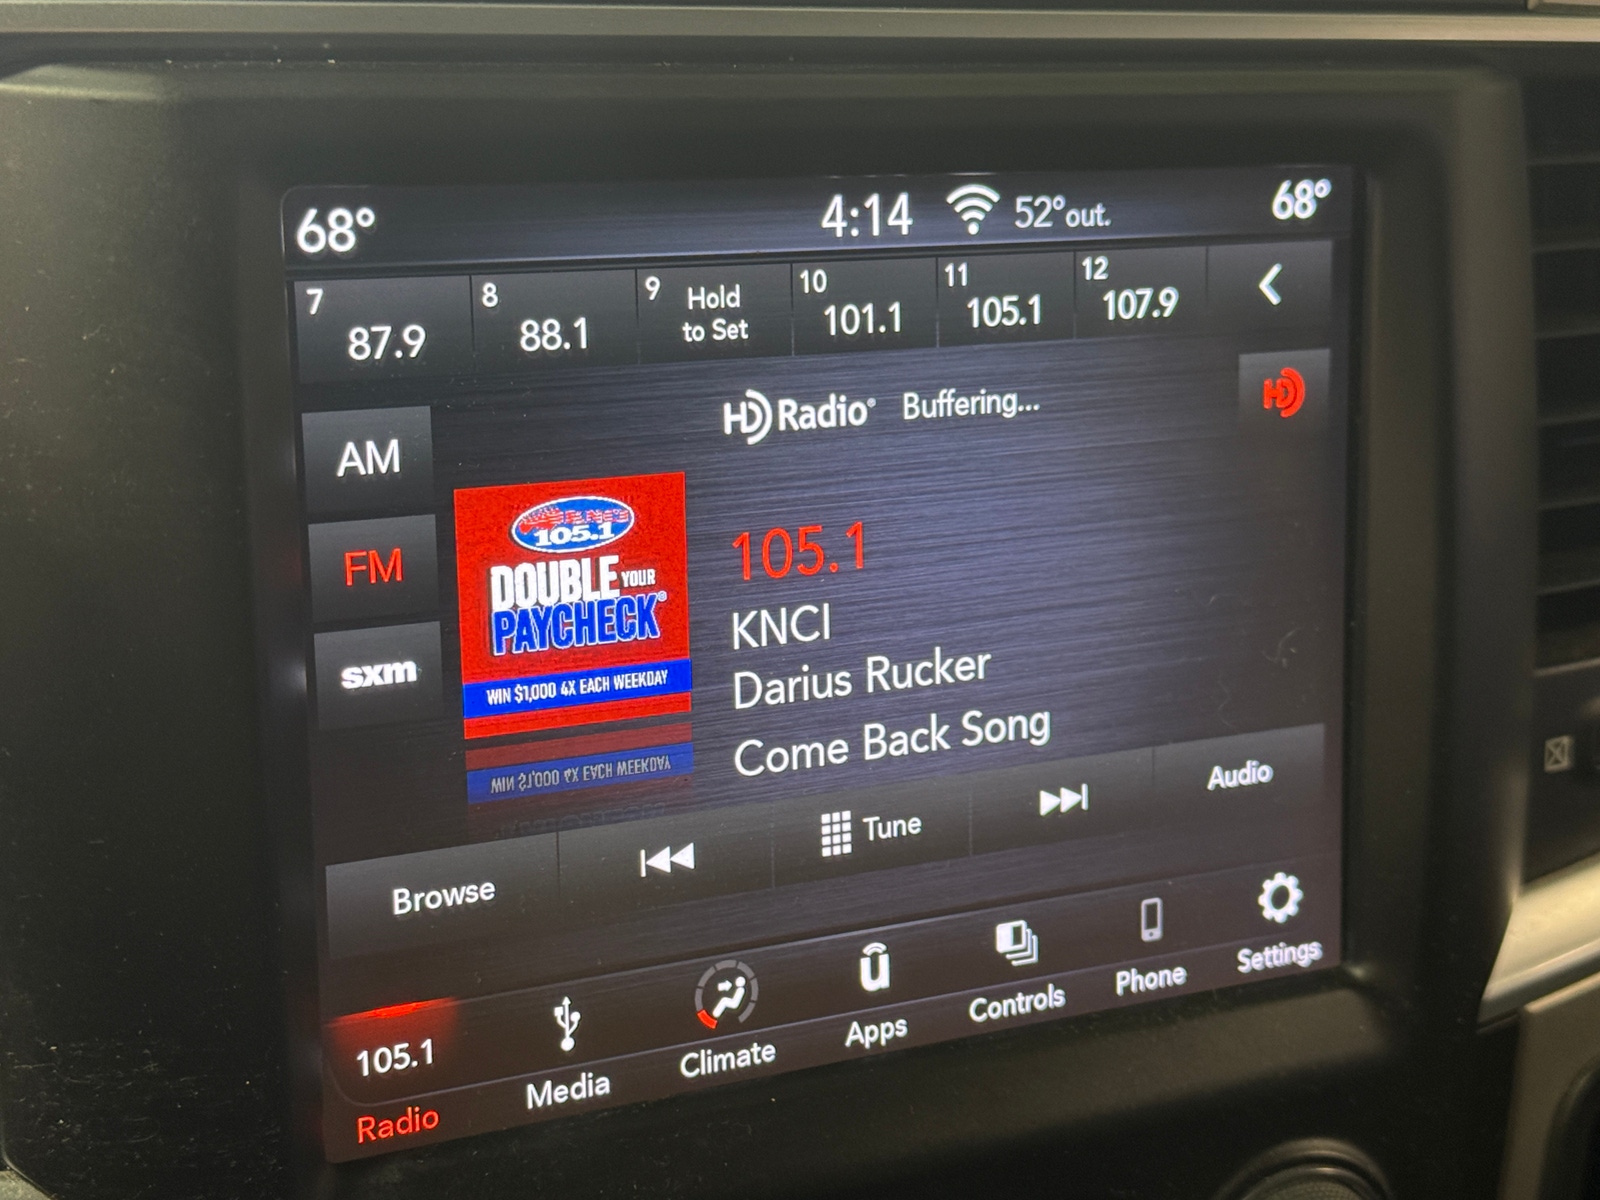 68° 4:14 52°out. 68°
7 8 9 Hold 10 11 12
87.9 88.1 to Set 101.1 105.1 107.9
HD Radio® Buffering...
HD
AM
FM
sxm
105.1
DOUBLE YOUR
PAYCHECK®
WIN $1,000 4X EACH WEEKDAY
105.1
KNCI
Darius Rucker
Come Back Song
Browse Tune Audio
105.1
Radio Media Climate Apps Controls Phone Settings